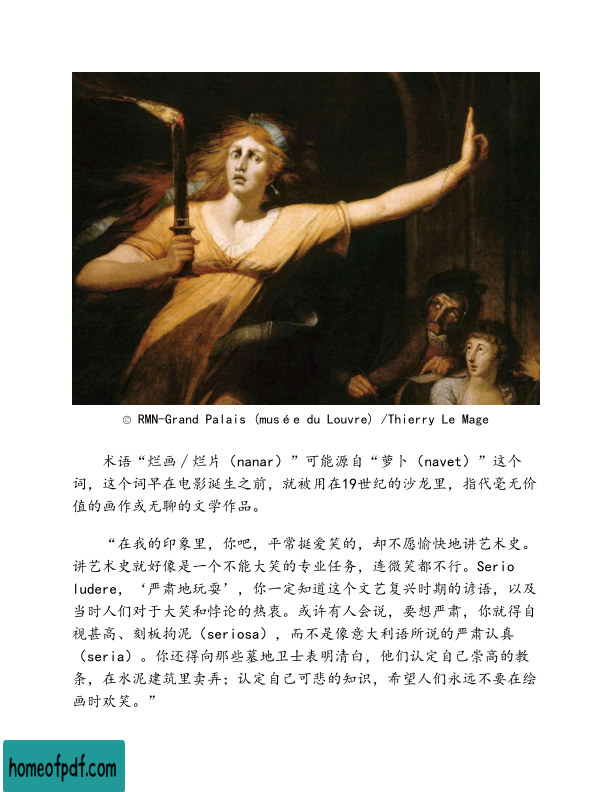 © RMN-Grand Palais (musée du Louvre) /Thierry Le Mage
术语“烂画／烂片（nanar）”可能源自“萝卜（navet）”这个
词，这个词早在电影诞生之前，就被用在19世纪的沙龙里，指代毫无价
值的画作或无聊的文学作品。
“在我的印象里，你吧，平常挺爱笑的，却不愿愉快地讲艺术史。
讲艺术史就好像是一个不能大笑的专业任务，连微笑都不行。Serio
ludere，‘严肃地玩耍’，你一定知道这个文艺复兴时期的谚语，以及
当时人们对于大笑和悖论的热衷。或许有人会说，要想严肃，你就得自
视甚高、刻板拘泥（seriosa），而不是像意大利语所说的严肃认真
（seria）。你还得向那些墓地卫士表明清白，他们认定自己崇高的教
条，在水泥建筑里卖弄；认定自己可悲的知识，希望人们永远不要在绘
画时欢笑。”
homeofpdf.com